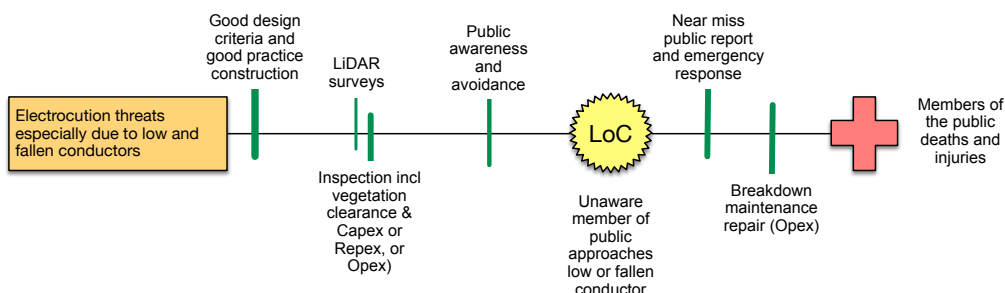 Good design
criteria and
good practice
construction
LiDAR
surveys
Public
awareness
and
avoidance
Near miss
public report
and emergency
response
Electrocution threats
especially due to low and
fallen conductors
LoC
Members of
the public
deaths and
injuries
Inspection incl
vegetation
clearance &
Capex or
Repex, or
Opex)
Unaware
member of
public
approaches
low or fallen
conductor
Breakdown
maintenance
repair (Opex)